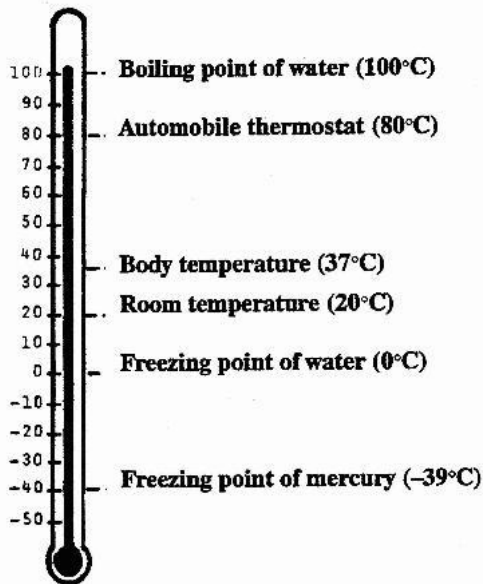 100 Boiling point of water (100°C)
90
80 Automobile thermostat (80°C)
70
60
50
40
Body temperature (37°C)
30
20 Room temperature (20°C)
10
0 Freezing point of water (0°C)
-10
-20
-30
-40 Freezing point of mercury (–39°C)
-50